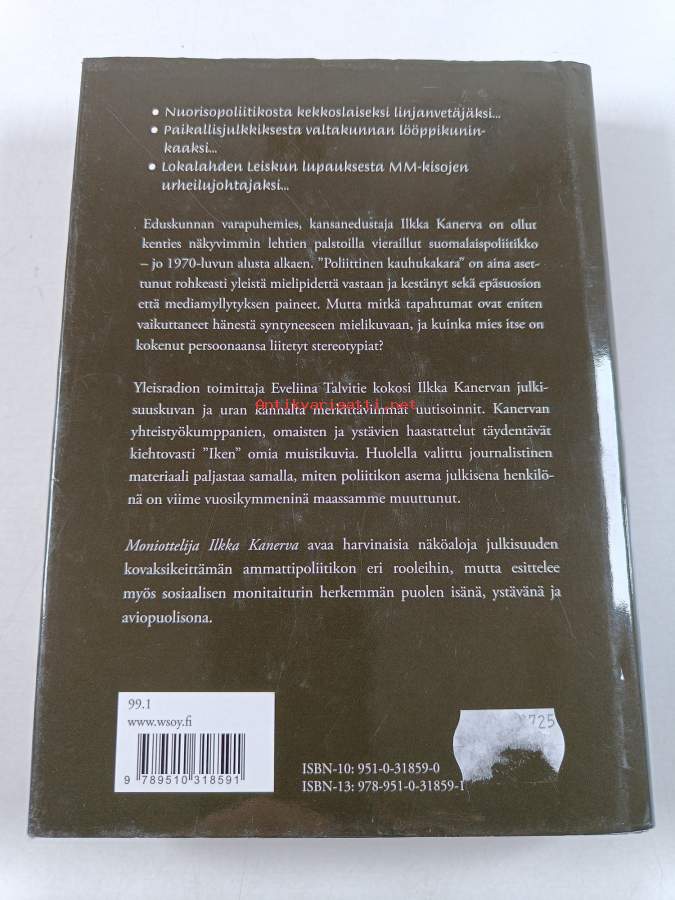 • Nuorisopoliitikosta kekkoslaiseksi linjanvetäjäksi...
• Paikallisjulkkiksesta valtakunnan lööppikunin-
kaaksi...
• Lokalahden Leiskun lupauksesta MM-kisojen
urheilujohtajaksi...
Eduskunnan varapuhemies, kansanedustaja Ilkka Kanerva on ollut
kenties näkyvimmin lehtien palstoilla vieraillut suomalaispoliitikko
– jo 1970-luvun alusta alkaen. ”Poliittinen kauhukakara” on aina aset-
tunut rohkeasti yleistä mielipidettä vastaan ja kestänyt sekä epäsuosion
että mediamyllytyksen paineet. Mutta mitkä tapahtumat ovat eniten
vaikuttaneet hänestä syntyneeseen mielikuvaan, ja kuinka mies itse on
kokenut persoonaansa liitetyt stereotypiat?
Yleisradion toimittaja Eveliina Talvitie kokosi Ilkka Kanervan julki-
suuskuvan ja uran kannalta merkittävimmät uutisoinnit. Kanervan
Antikvariaatti.net
yhteistyökumppanien, omaisten ja ystävien haastattelut täydentävät
kiehtovasti ”Iken” omia muistikuvia. Huolella valittu journalistinen
materiaali paljastaa samalla, miten poliitikon asema julkisena henkilö-
nä on viime vuosikymmeninä maassamme muuttunut.
Moniottelija Ilkka Kanerva avaa harvinaisia näköaloja julkisuuden
kovaksikeittämän ammattipoliitikon eri rooleihin, mutta esittelee
myös sosiaalisen monitaiturin herkemmän puolen isänä, ystävänä ja
aviopuolisona.
99.1
www.wsoy.fi
9 789510 318591
725
ISBN-10: 951-0-31859-0
ISBN-13: 978-951-0-31859-1